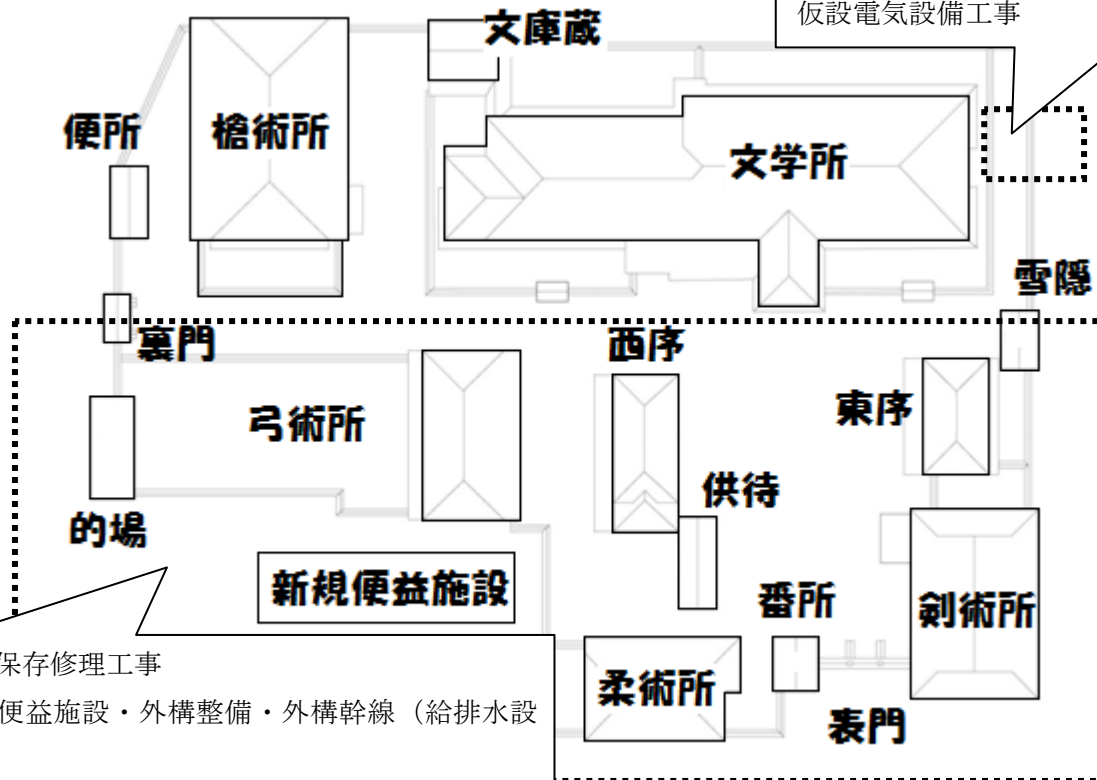 仮設電気設備工事
文庫蔵
便所
槍術所
文学所
雪隠
裏門
西序
弓術所
東序
供待
的場
新規便益施設
番所
剣術所
保存修理工事
便益施設・外構整備・外構幹線（給排水設
柔術所
表門